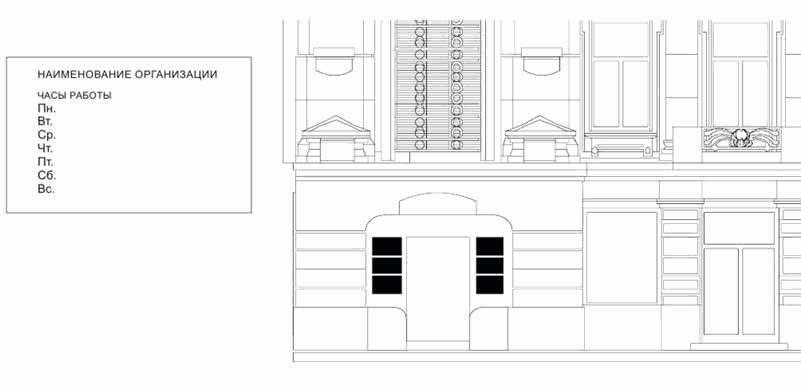 НАИМЕНОВАНИЕ ОРГАНИЗАЦИИ
ЧАСЫ РАБОТЫ
Пн.
Вт.
Ср.
Чт.
Пт.
Сб.
Вс.